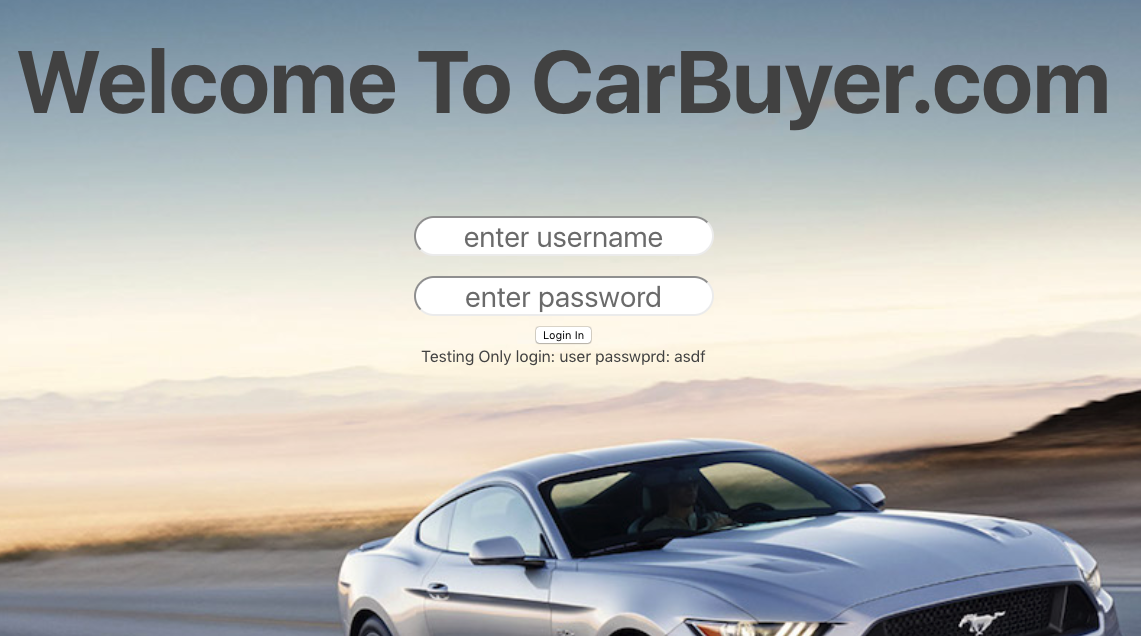 Welcome To CarBuyer.com
enter username
enter password
Login In
Testing Only login: user passwprd: asdf